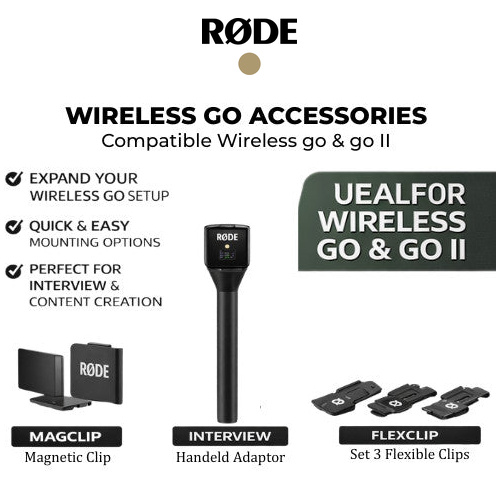 RØDE
WIRELESS GO ACCESSORIES
Compatible Wireless go & go II
EXPAND YOUR
WIRELESS GO SETUP
QUICK & EASY
MOUNTING OPTIONS
PERFECT FOR
INTERVIEW &
CONTENT CREATION
UEALFOR
WIRELESS
GO & GO II
RØDE
RØDE
MAGCLIP
Magnetic Clip
INTERVIEW
Handeld Adaptor
FLEXCLIP
Set 3 Flexible Clips